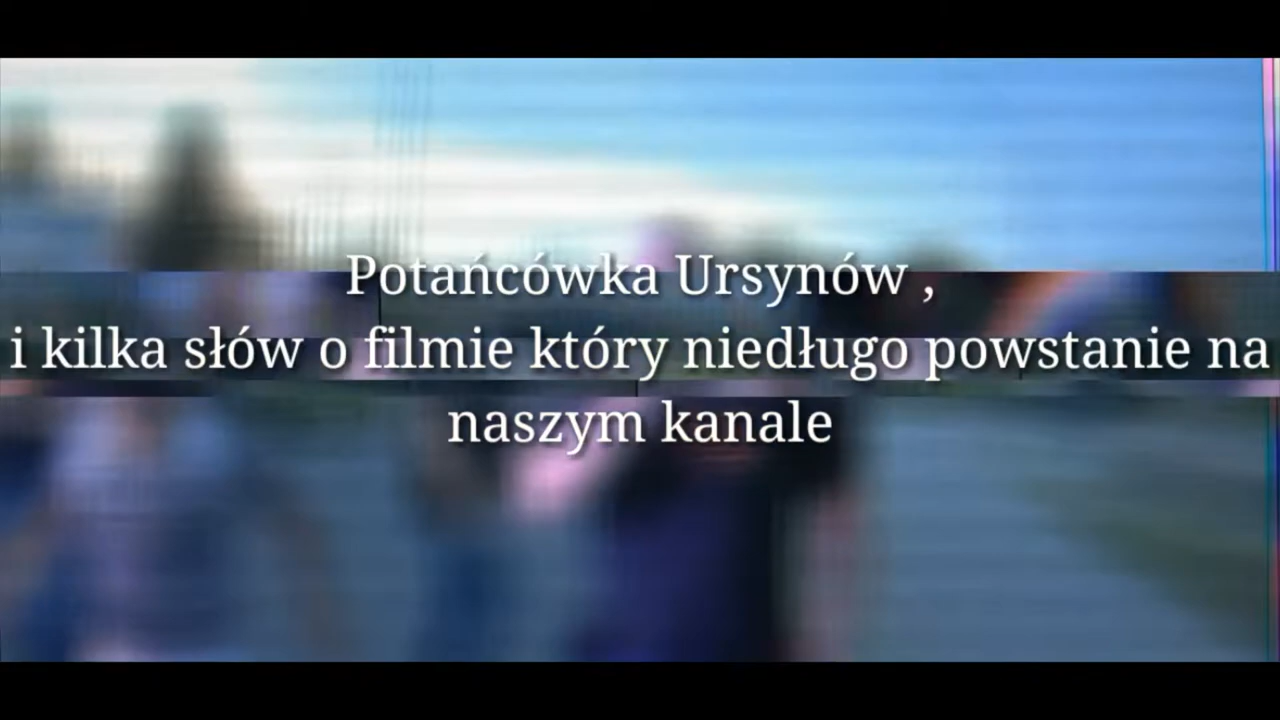 Potańcówka Ursynów ,
i kilka słów o filmie który niedługo powstanie na
naszym kanale